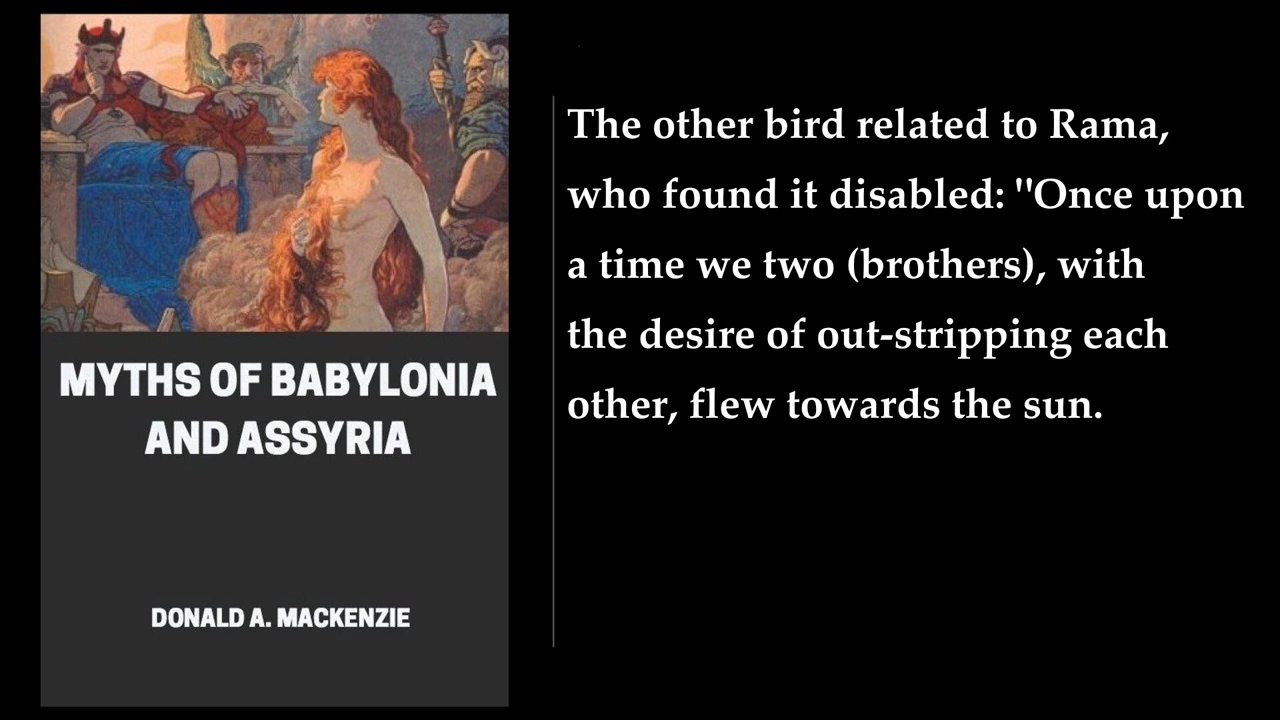 MYTHS OF BABYLONIA
AND ASSYRIA
DONALD A. MACKENZIE
The other bird related to Rama,
who found it disabled: "Once upon
a time we two (brothers), with
the desire of out-stripping each
other, flew towards the sun.